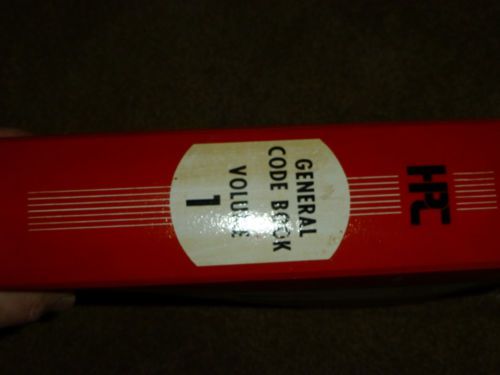 HPC
GENERAL
CODE BOOK
VOLUME
1